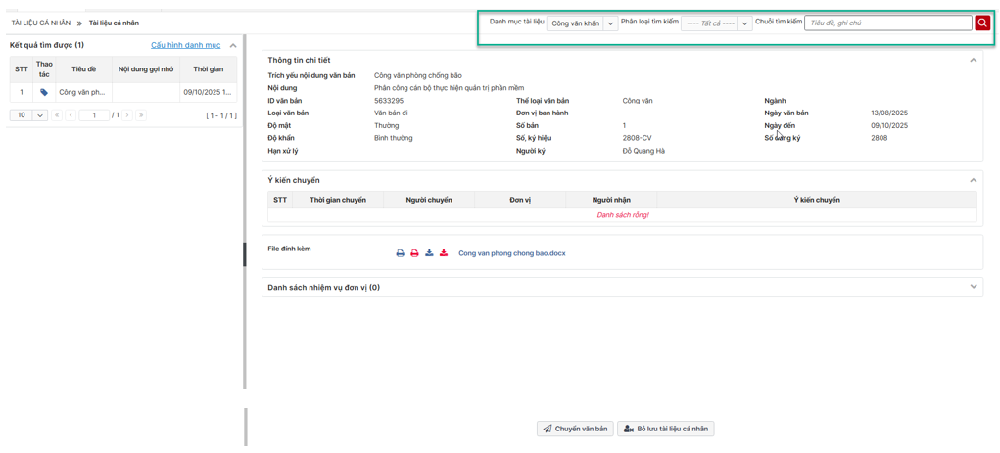 TÀI LIỆU CÁ NHÂN » Tài liệu cá nhân
Danh mục tài liệu Công văn khẩn Phân loại tìm kiếm ---- Tất cả ---- Chuỗi tìm kiếm Tiêu đề, ghi chú
Kết quả tìm được (1) Cấu hình danh mục
STT Thao tác Tiêu đề Nội dung gợi nhớ Thời gian
1 Công văn ph... 09/10/2025 1...
10 « ‹ 1 / 1 › » [ 1 - 1 / 1 ]
Thông tin chi tiết
Trích yếu nội dung văn bản Công văn phòng chống bão
Nội dung Phân công cán bộ thực hiện quản trị phần mềm
ID văn bản 5633295 Thể loại văn bản Công văn Ngành
Loại văn bản Văn bản đi Đơn vị ban hành Ngày văn bản 13/08/2025
Độ mật Thường Số bản 1 Ngày đến 09/10/2025
Độ khẩn Bình thường Số, ký hiệu 2808-CV Số đăng ký 2808
Hạn xử lý Người ký Đỗ Quang Hà
Ý kiến chuyển
STT Thời gian chuyển Người chuyển Đơn vị Người nhận Ý kiến chuyển
Danh sách rỗng!
File đính kèm Cong van phong chong bao.docx
Danh sách nhiệm vụ đơn vị (0)
Chuyển văn bản Bỏ lưu tài liệu cá nhân